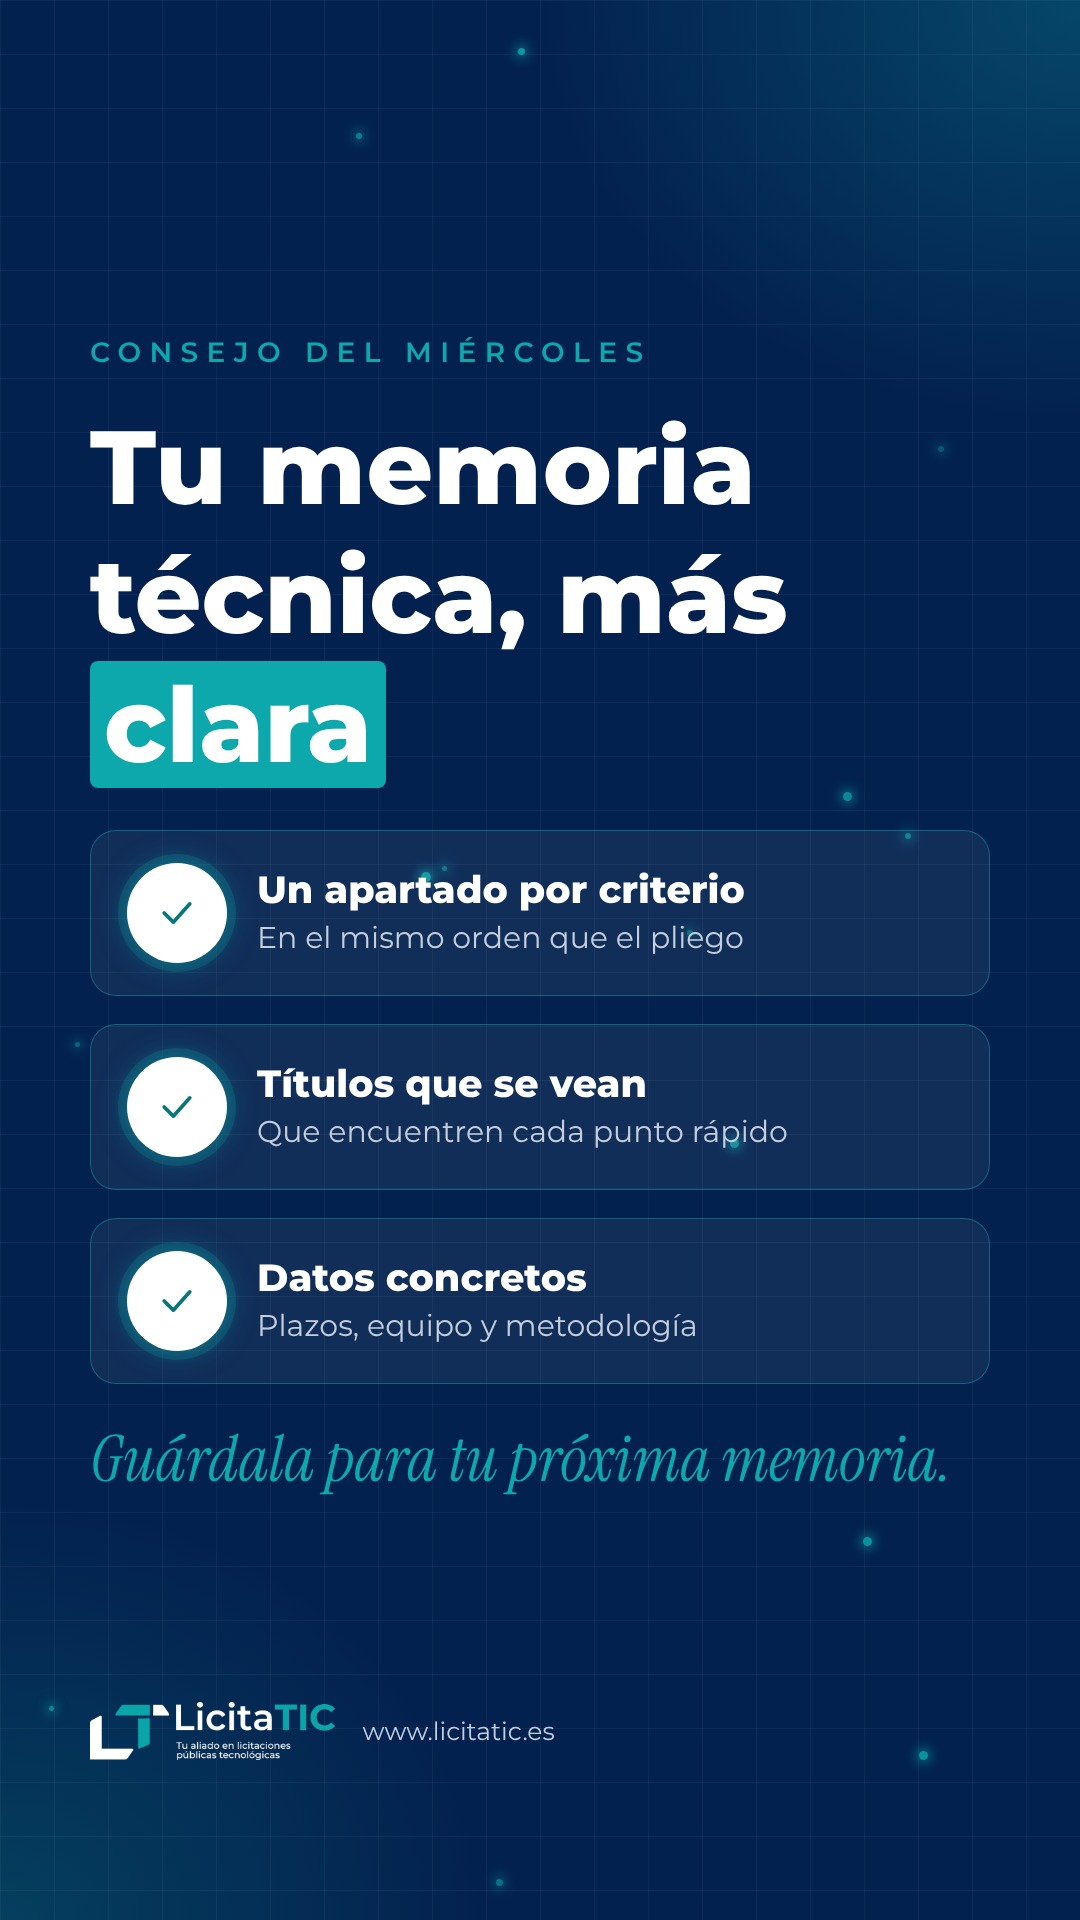 CONSEJO DEL MIÉRCOLES
Tu memoria
técnica, más
clara
Un apartado por criterio
En el mismo orden que el pliego
Títulos que se vean
Que encuentren cada punto rápido
Datos concretos
Plazos, equipo y metodología
Guárdala para tu próxima memoria.
LicitaTIC
Tu aliado en licitaciones
públicas tecnológicas
www.licitatic.es